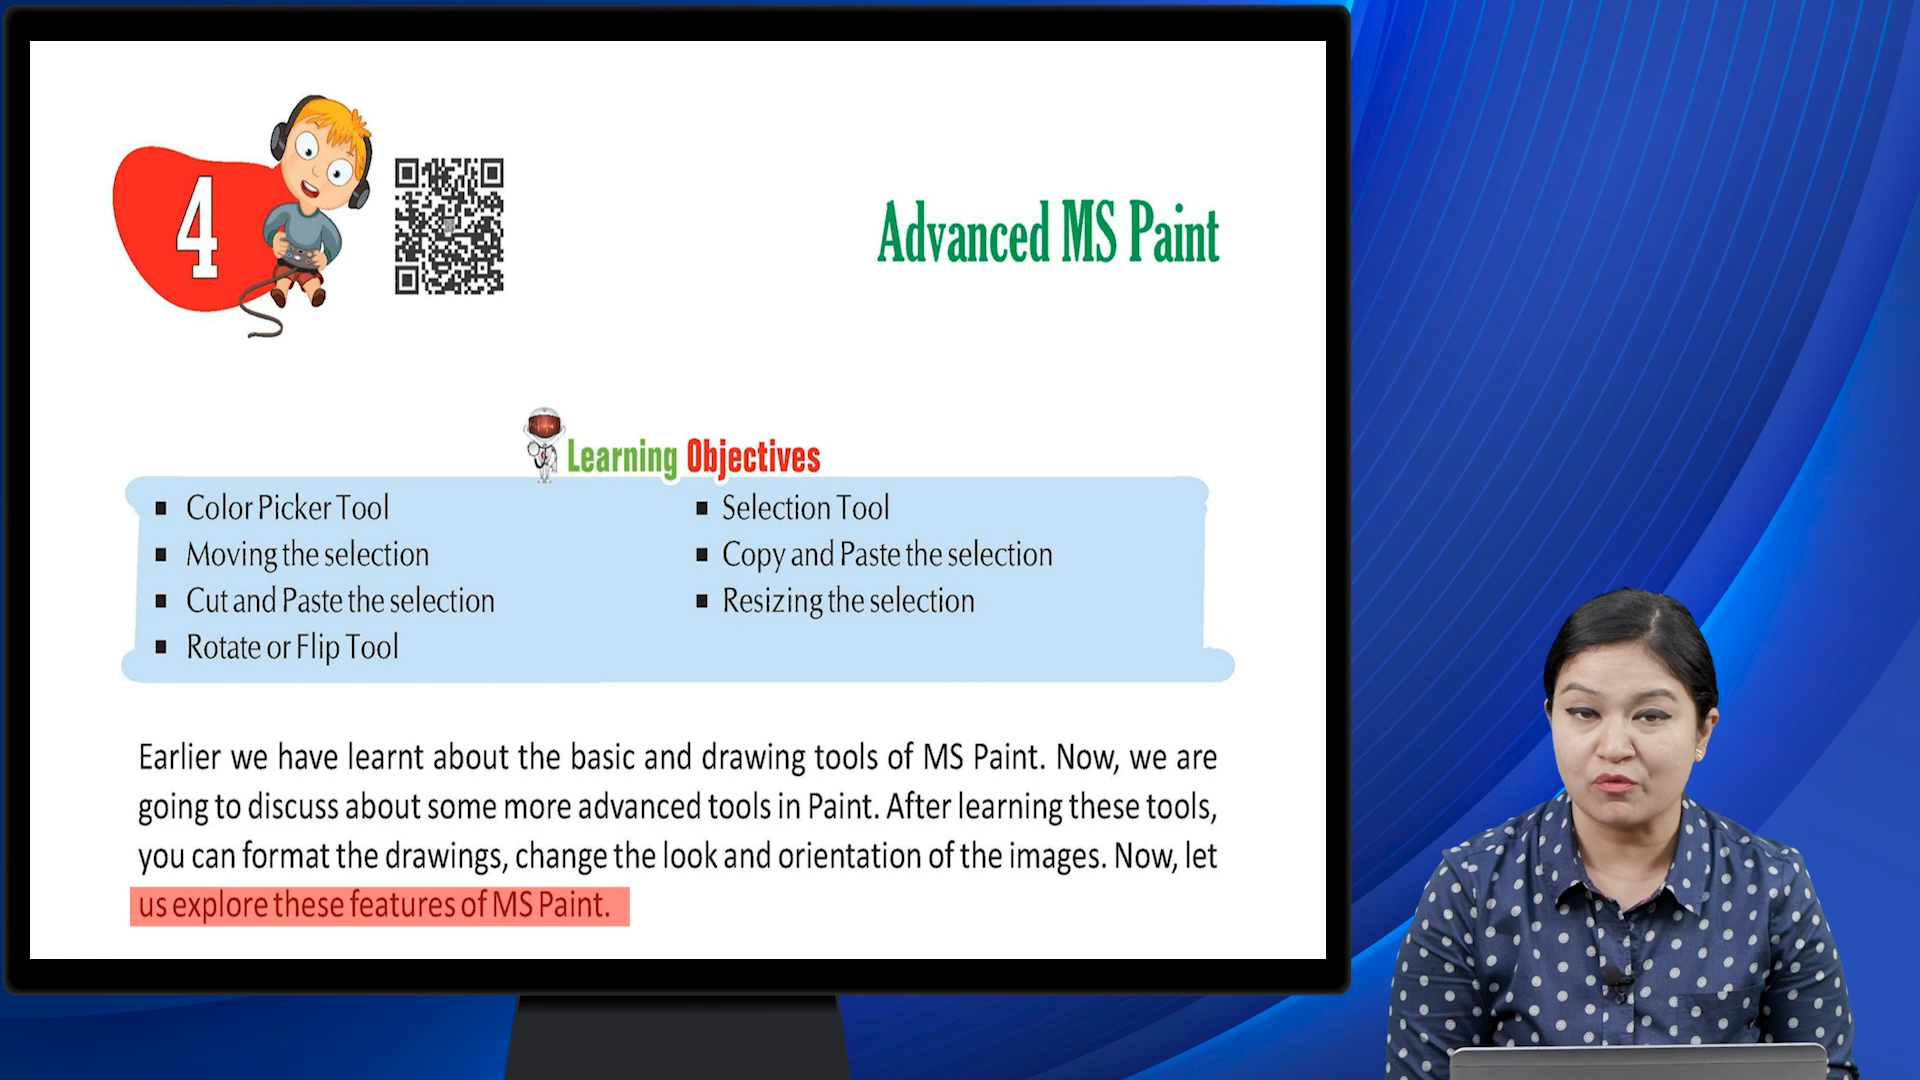 4
Advanced MS Paint
Learning Objectives
▪ Color Picker Tool
▪ Selection Tool
▪ Moving the selection
▪ Copy and Paste the selection
▪ Cut and Paste the selection
▪ Resizing the selection
▪ Rotate or Flip Tool
Earlier we have learnt about the basic and drawing tools of MS Paint. Now, we are
going to discuss about some more advanced tools in Paint. After learning these tools,
you can format the drawings, change the look and orientation of the images. Now, let
us explore these features of MS Paint.